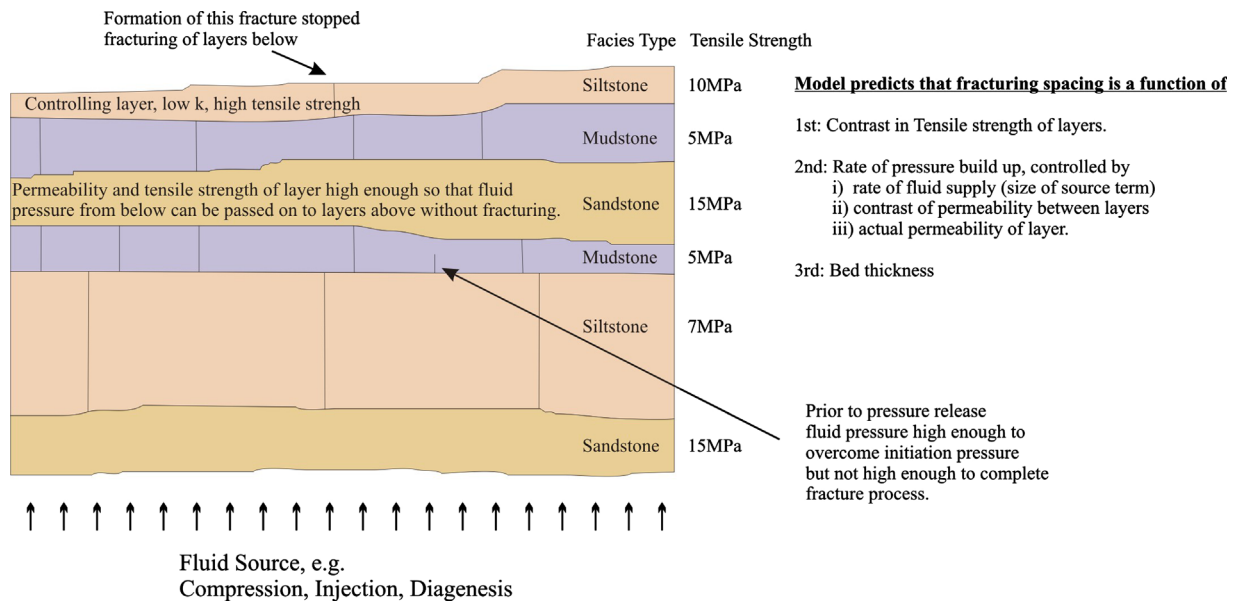 Formation of this fracture stopped
fracturing of layers below
Facies Type Tensile Strength
Siltstone 10MPa
Controlling layer, low k, high tensile strengh
Mudstone 5MPa
Permeability and tensile strength of layer high enough so that fluid
pressure from below can be passed on to layers above without fracturing.
Sandstone 15MPa
Mudstone 5MPa
Siltstone 7MPa
Sandstone 15MPa
Model predicts that fracturing spacing is a function of
1st: Contrast in Tensile strength of layers.
2nd: Rate of pressure build up, controlled by
i) rate of fluid supply (size of source term)
ii) contrast of permeability between layers
iii) actual permeability of layer.
3rd: Bed thickness
Prior to pressure release
fluid pressure high enough to
overcome initiation pressure
but not high enough to complete
fracture process.
Fluid Source, e.g.
Compression, Injection, Diagenesis